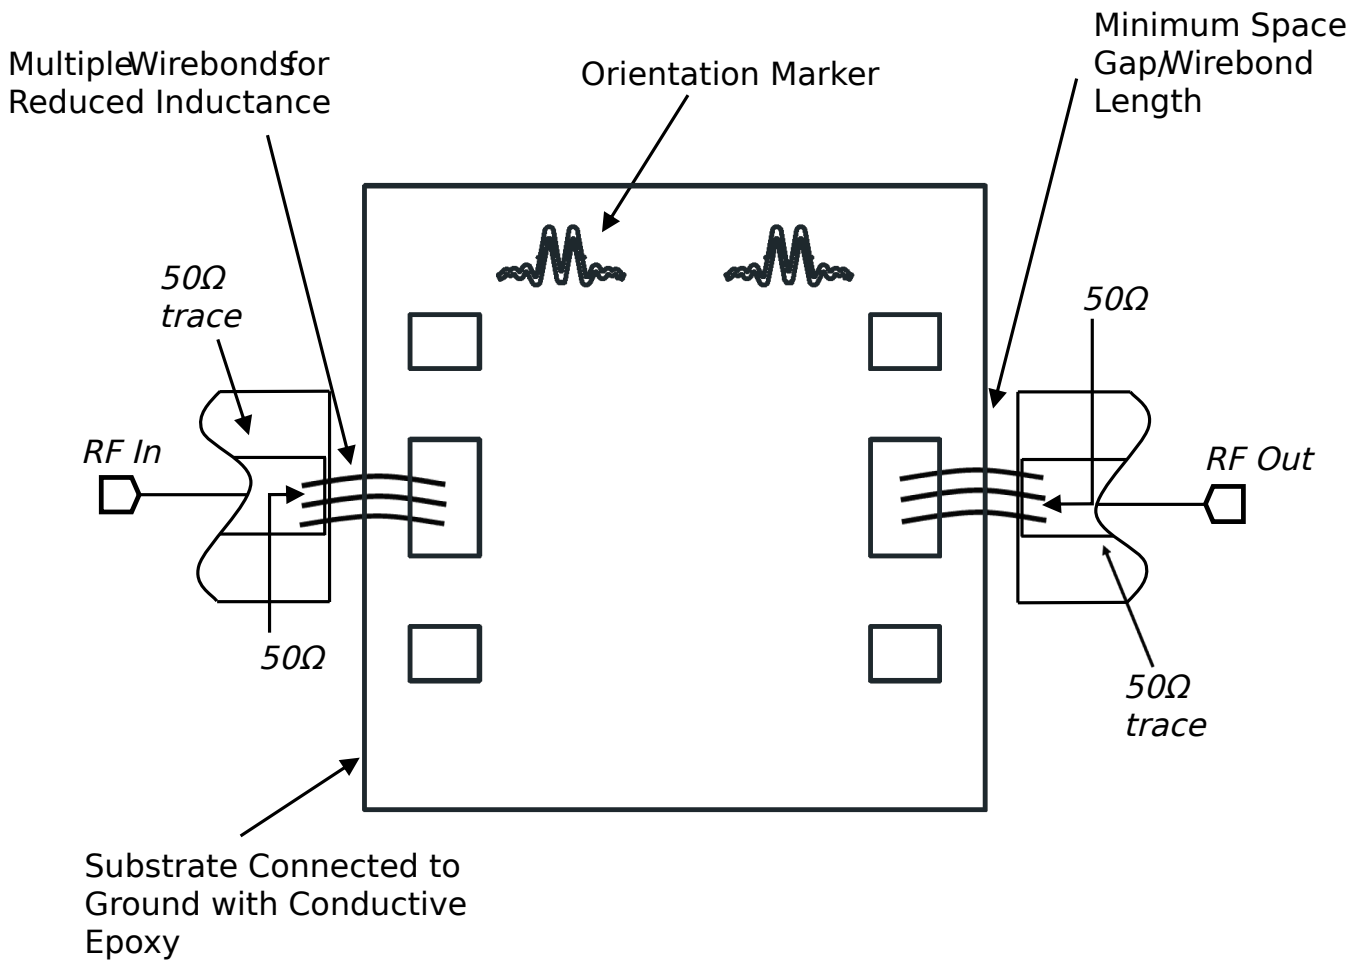 Multiple Wirebonds for
Reduced Inductance
Orientation Marker
Minimum Space
Gap/Wirebond
Length
50Ω
trace
50Ω
RF In
RF Out
50Ω
50Ω
trace
Substrate Connected to
Ground with Conductive
Epoxy